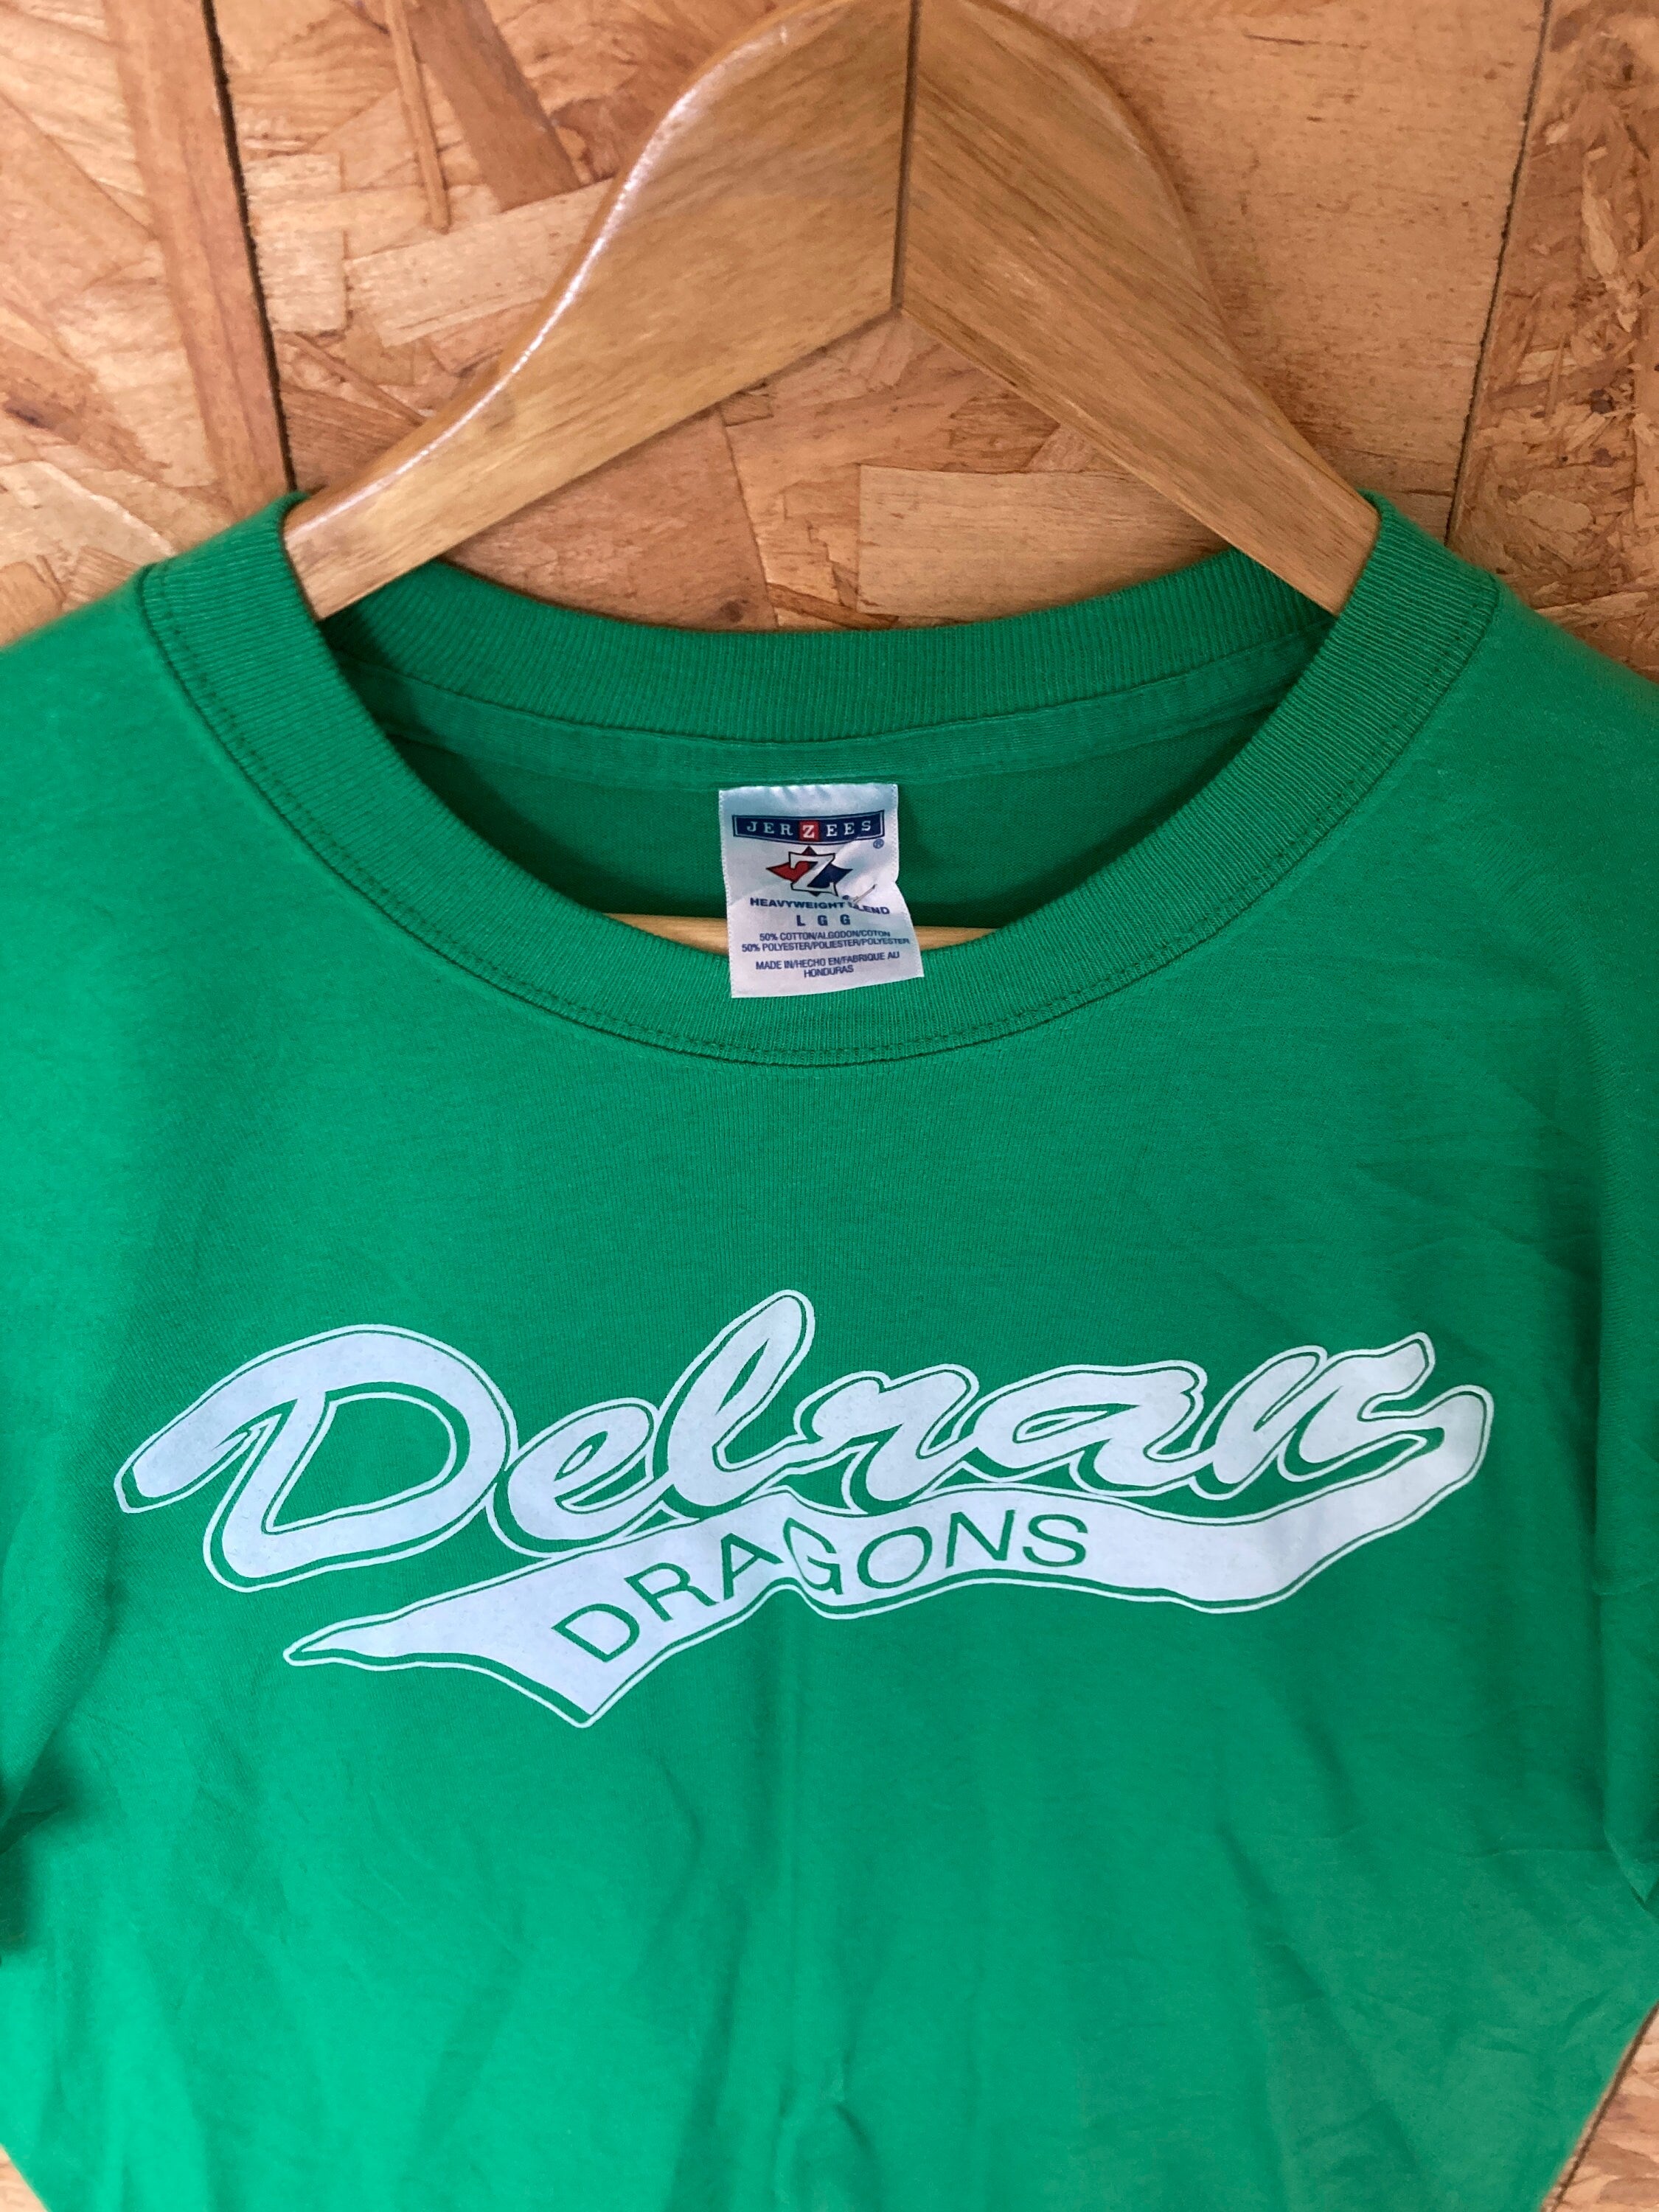 JERZEES
®
Z
HEAVYWEIGHT BLEND
L G G
50% COTTON/ALGODON/COTON
50% POLYESTER/POLIESTER/POLYESTER
MADE IN/HECHO EN/FABRIQUE AU
HONDURAS
Delran
DRAGONS